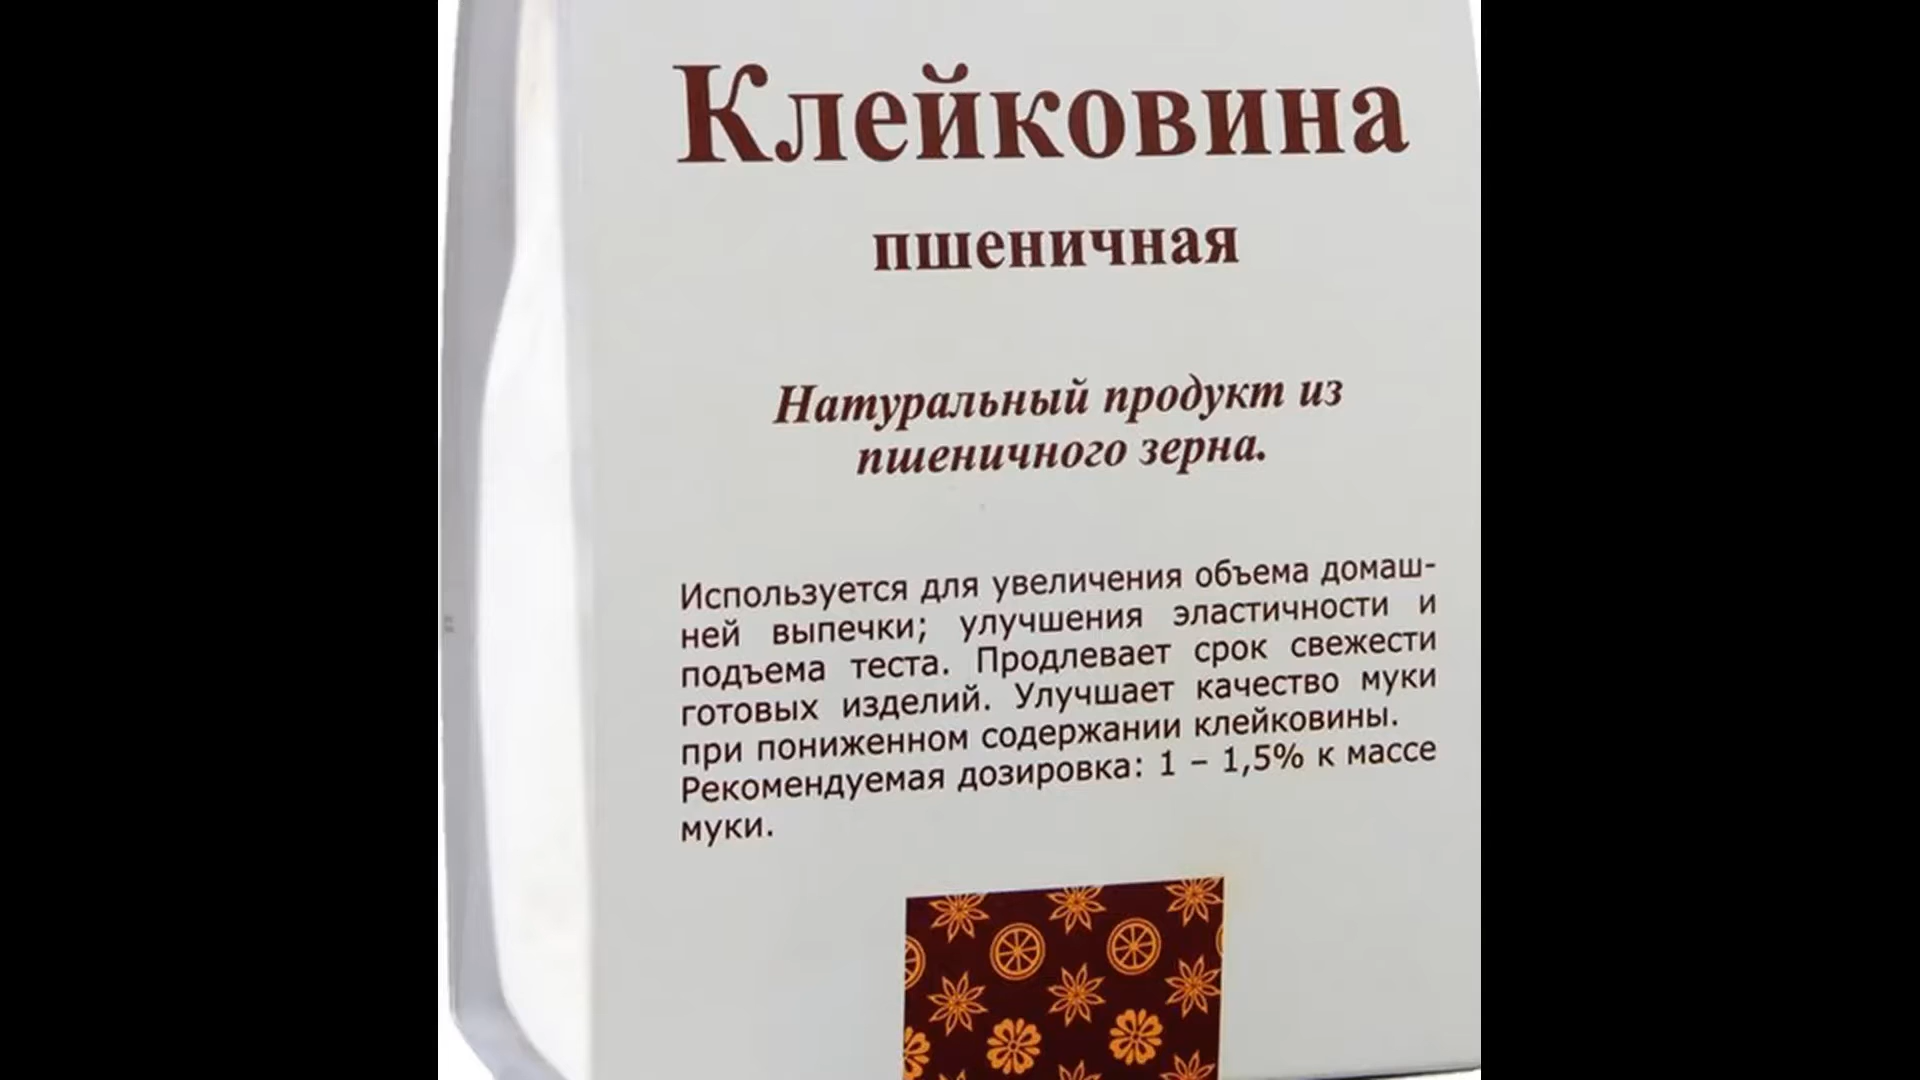 Клейковина
пшеничная
Натуральный продукт из
пшеничного зерна.
Используется для увеличения объема домаш-
ней выпечки; улучшения эластичности и
подъема теста. Продлевает срок свежести
готовых изделий. Улучшает качество муки
при пониженном содержании клейковины.
Рекомендуемая дозировка: 1 – 1,5% к массе
муки.